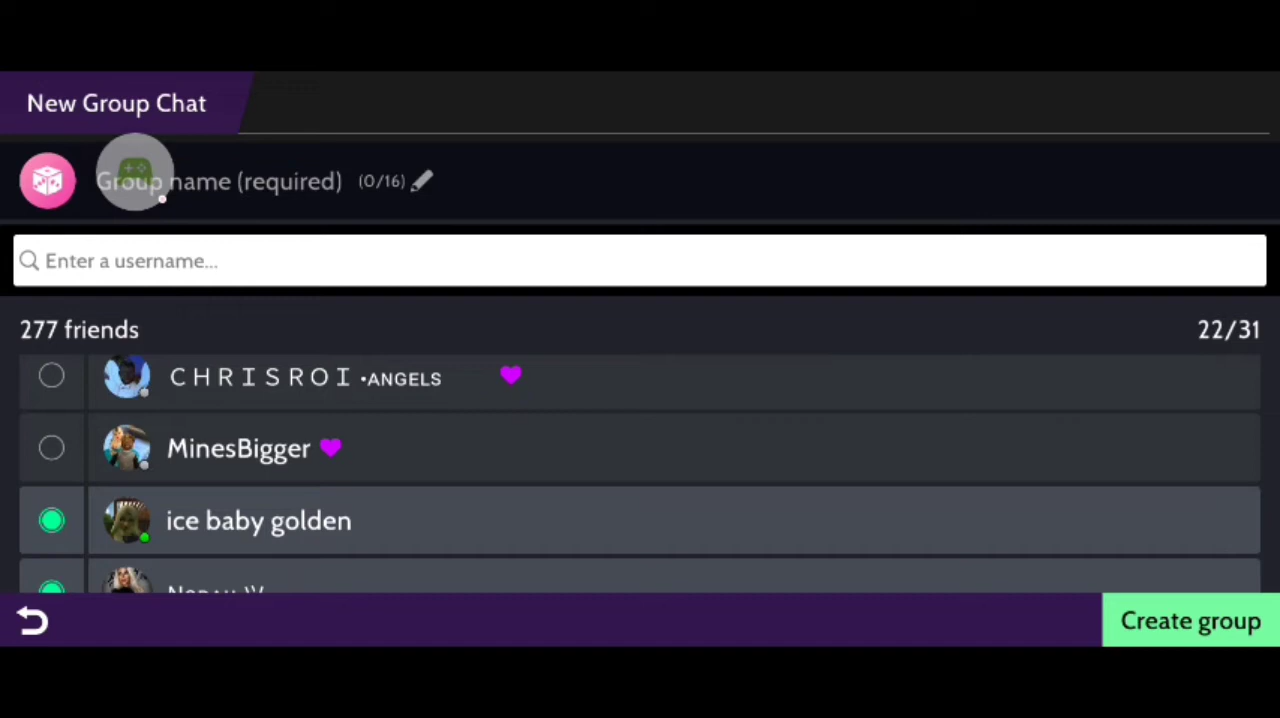 New Group Chat
Group name (required) (0/16)
Enter a username...
277 friends 22/31
C H R I S R O I •ANGELS
MinesBigger
ice baby golden
Create group